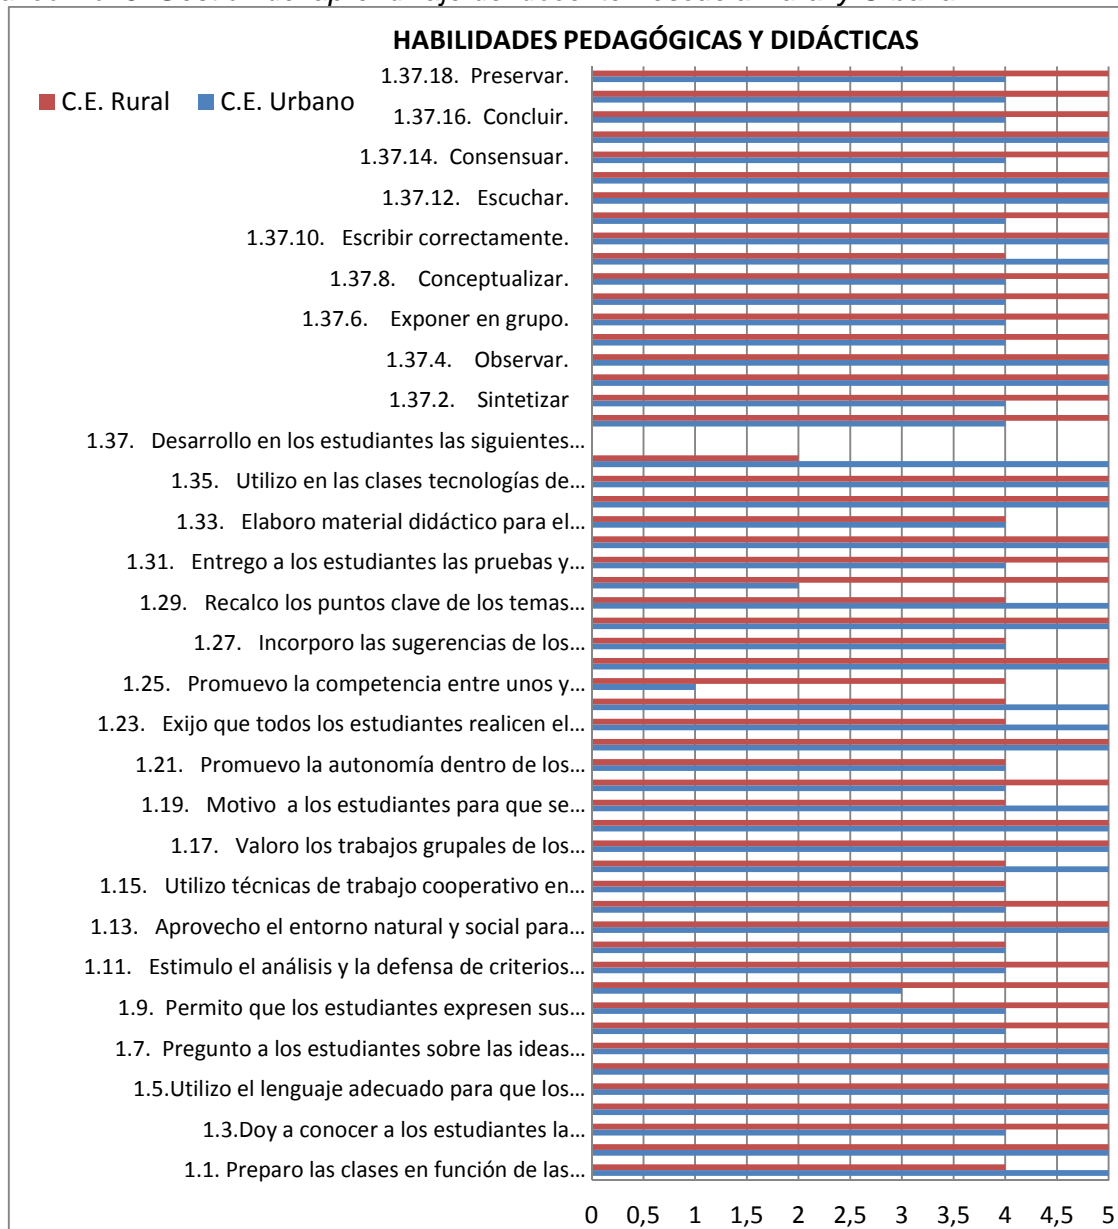 HABILIDADES PEDAGÓGICAS Y DIDÁCTICAS
C.E. Rural C.E. Urbano
1.37.18. Preservar.
1.37.16. Concluir.
1.37.14. Consensuar.
1.37.12. Escuchar.
1.37.10. Escribir correctamente.
1.37.8. Conceptualizar.
1.37.6. Exponer en grupo.
1.37.4. Observar.
1.37.2. Sintetizar
1.37. Desarrollo en los estudiantes las siguientes…
1.35. Utilizo en las clases tecnologías de…
1.33. Elaboro material didáctico para el…
1.31. Entrego a los estudiantes las pruebas y…
1.29. Recalco los puntos clave de los temas…
1.27. Incorporo las sugerencias de los…
1.25. Promuevo la competencia entre unos y…
1.23. Exijo que todos los estudiantes realicen el…
1.21. Promuevo la autonomía dentro de los…
1.19. Motivo a los estudiantes para que se…
1.17. Valoro los trabajos grupales de los…
1.15. Utilizo técnicas de trabajo cooperativo en…
1.13. Aprovecho el entorno natural y social para…
1.11. Estimulo el análisis y la defensa de criterios…
1.9. Permito que los estudiantes expresen sus…
1.7. Pregunto a los estudiantes sobre las ideas…
1.5.Utilizo el lenguaje adecuado para que los…
1.3.Doy a conocer a los estudiantes la…
1.1. Preparo las clases en función de las…
0 0,5 1 1,5 2 2,5 3 3,5 4 4,5 5